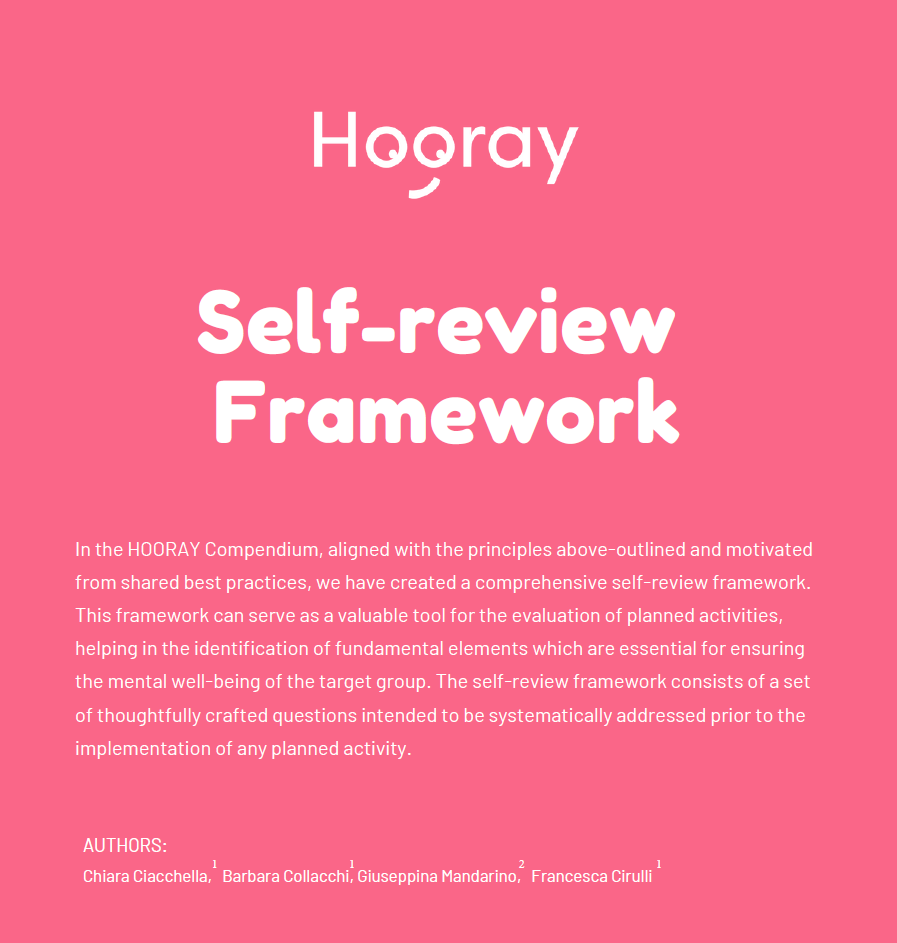 Hooray
Self-review
Framework
In the HOORAY Compendium, aligned with the principles above-outlined and motivated
from shared best practices, we have created a comprehensive self-review framework.
This framework can serve as a valuable tool for the evaluation of planned activities,
helping in the identification of fundamental elements which are essential for ensuring
the mental well-being of the target group. The self-review framework consists of a set
of thoughtfully crafted questions intended to be systematically addressed prior to the
implementation of any planned activity.
AUTHORS:
Chiara Ciacchella,¹ Barbara Collacchi,¹ Giuseppina Mandarino,² Francesca Cirulli ¹